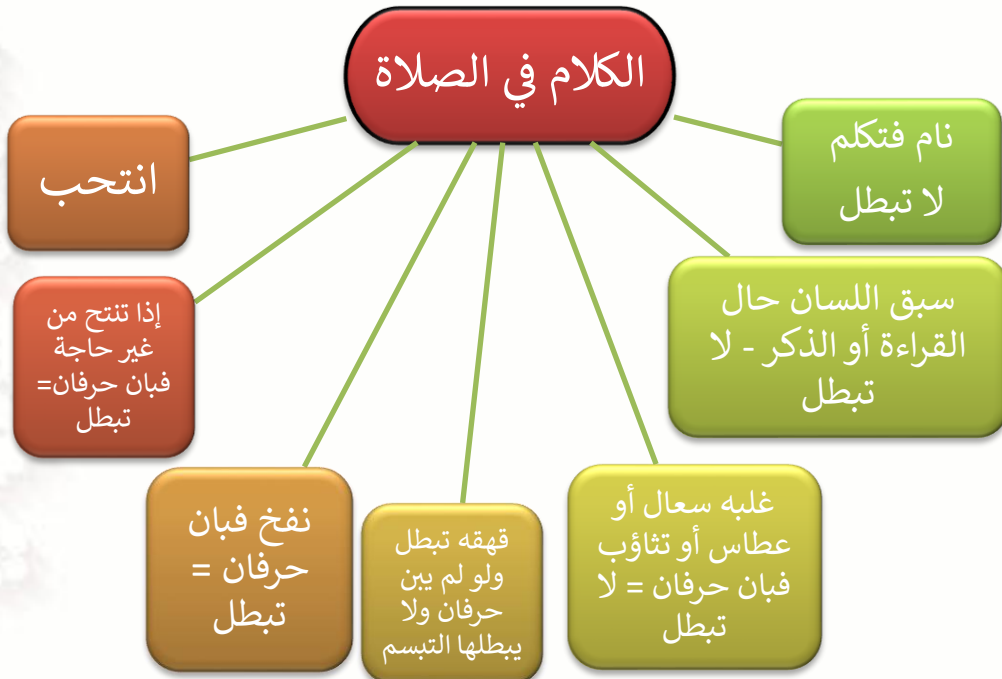 الكلام في الصلاة
نام فتكلم
لا تبطل
سبق اللسان حال
القراءة أو الذكر - لا
تبطل
غلبه سعال أو
عطاس أو تثاؤب
فبان حرفان = لا
تبطل
قهقه تبطل
ولو لم يبن
حرفان ولا
يبطلها التبسم
نفخ فبان
حرفان =
تبطل
إذا تنتح من
غير حاجة
فبان حرفان=
تبطل
انتحب